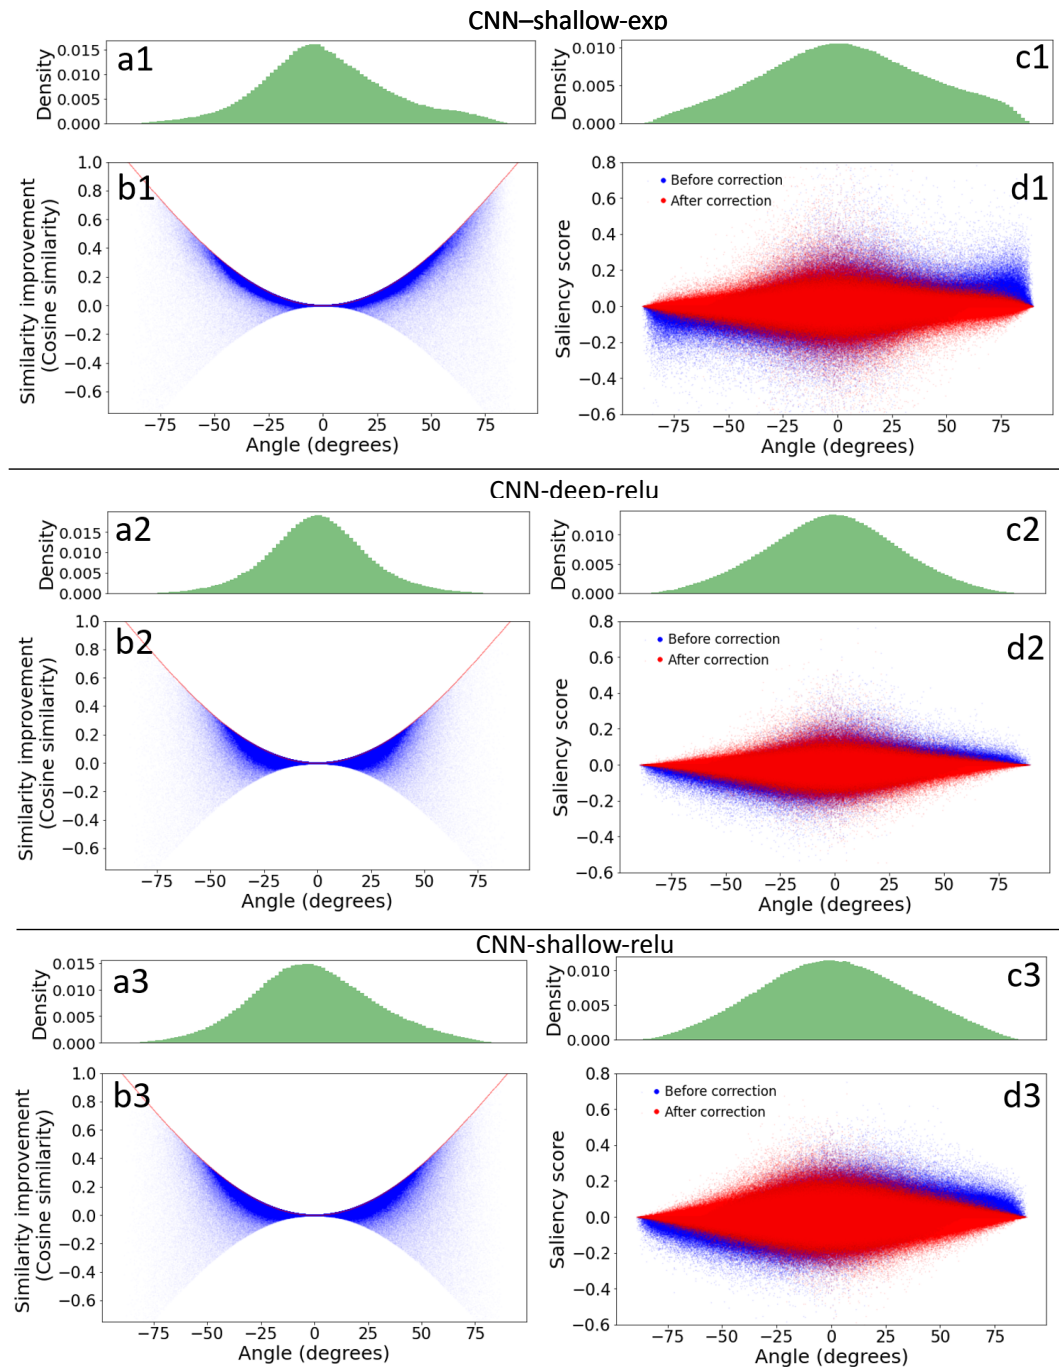 CNN–shallow-exp
a1
Density
0.015
0.010
0.005
0.000
c1
Density
0.010
0.005
0.000
b1
Similarity improvement
(Cosine similarity)
1.0
0.8
0.6
0.4
0.2
0.0
−0.2
−0.4
−0.6
−75 −50 −25 0 25 50 75
Angle (degrees)
d1
Before correction
After correction
Saliency score
0.8
0.6
0.4
0.2
0.0
−0.2
−0.4
−0.6
−75 −50 −25 0 25 50 75
Angle (degrees)
CNN-deep-relu
a2
Density
0.015
0.010
0.005
0.000
c2
Density
0.010
0.005
0.000
b2
Similarity improvement
(Cosine similarity)
1.0
0.8
0.6
0.4
0.2
0.0
−0.2
−0.4
−0.6
−75 −50 −25 0 25 50 75
Angle (degrees)
d2
Before correction
After correction
Saliency score
0.8
0.6
0.4
0.2
0.0
−0.2
−0.4
−0.6
−75 −50 −25 0 25 50 75
Angle (degrees)
CNN-shallow-relu
a3
Density
0.015
0.010
0.005
0.000
c3
Density
0.010
0.005
0.000
b3
Similarity improvement
(Cosine similarity)
1.0
0.8
0.6
0.4
0.2
0.0
−0.2
−0.4
−0.6
−75 −50 −25 0 25 50 75
Angle (degrees)
d3
Before correction
After correction
Saliency score
0.8
0.6
0.4
0.2
0.0
−0.2
−0.4
−0.6
−75 −50 −25 0 25 50 75
Angle (degrees)